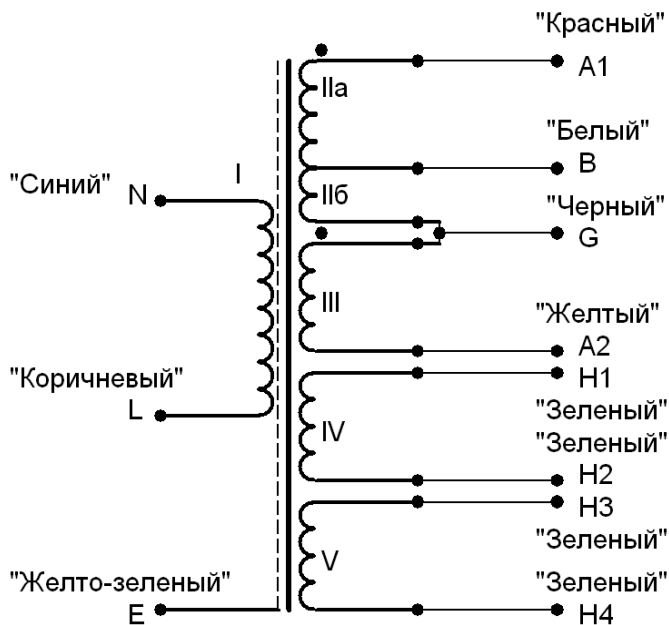 "Красный"
A1
IIа
"Белый"
B
I
"Синий"
N
IIб
"Черный"
G
III
"Желтый"
A2
"Коричневый"
L
H1
"Зеленый"
IV
"Зеленый"
H2
H3
"Зеленый"
V
"Желто-зеленый"
E
"Зеленый"
H4